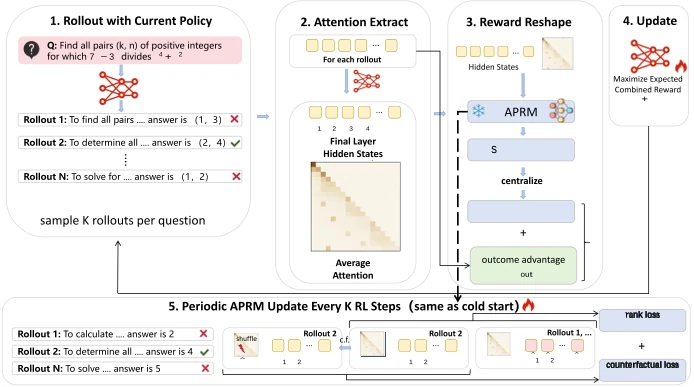 1. Rollout with Current Policy
Q: Find all pairs (k, n) of positive integers
for which 7 − 3 divides 4 + 2
Rollout 1: To find all pairs .... answer is (1, 3)
Rollout 2: To determine all .... answer is (2, 4)
⋮
Rollout N: To solve for .... answer is (1, 2)
sample K rollouts per question
2. Attention Extract
...
For each rollout
...
1 2 3 4
Final Layer
Hidden States
Average
Attention
3. Reward Reshape
...
Hidden States
APRM
S
centralize
+
outcome advantage
out
4. Update
Maximize Expected
Combined Reward
+
5. Periodic APRM Update Every K RL Steps (same as cold start)
Rollout 1: To calculate .... answer is 2
Rollout 2: To determine all .... answer is 4
Rollout N: To solve .... answer is 5
shuffle
Rollout 2
...
1 2
c.f.
Rollout 2
...
1 2
Rollout 1, ...
...
1 2
rank loss
+
counterfactual loss